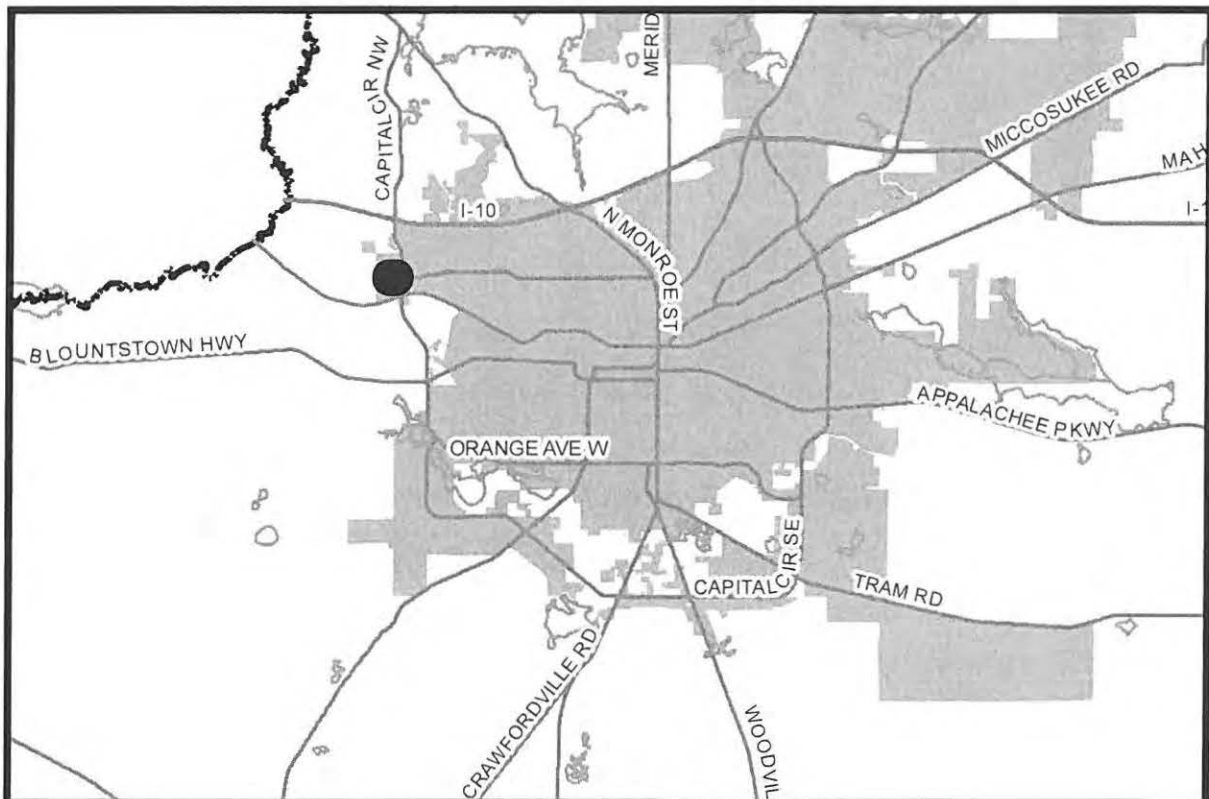 CAPITAL CIR NW
MERID
MICCOSUKEE RD
MAH
I-10
I-1
N MONROE ST
BLOUNTSTOWN HWY
APPALACHEE PKWY
ORANGE AVE W
CAPITAL CIR SE
TRAM RD
CRAWFORDVILLE RD
WOODVIL